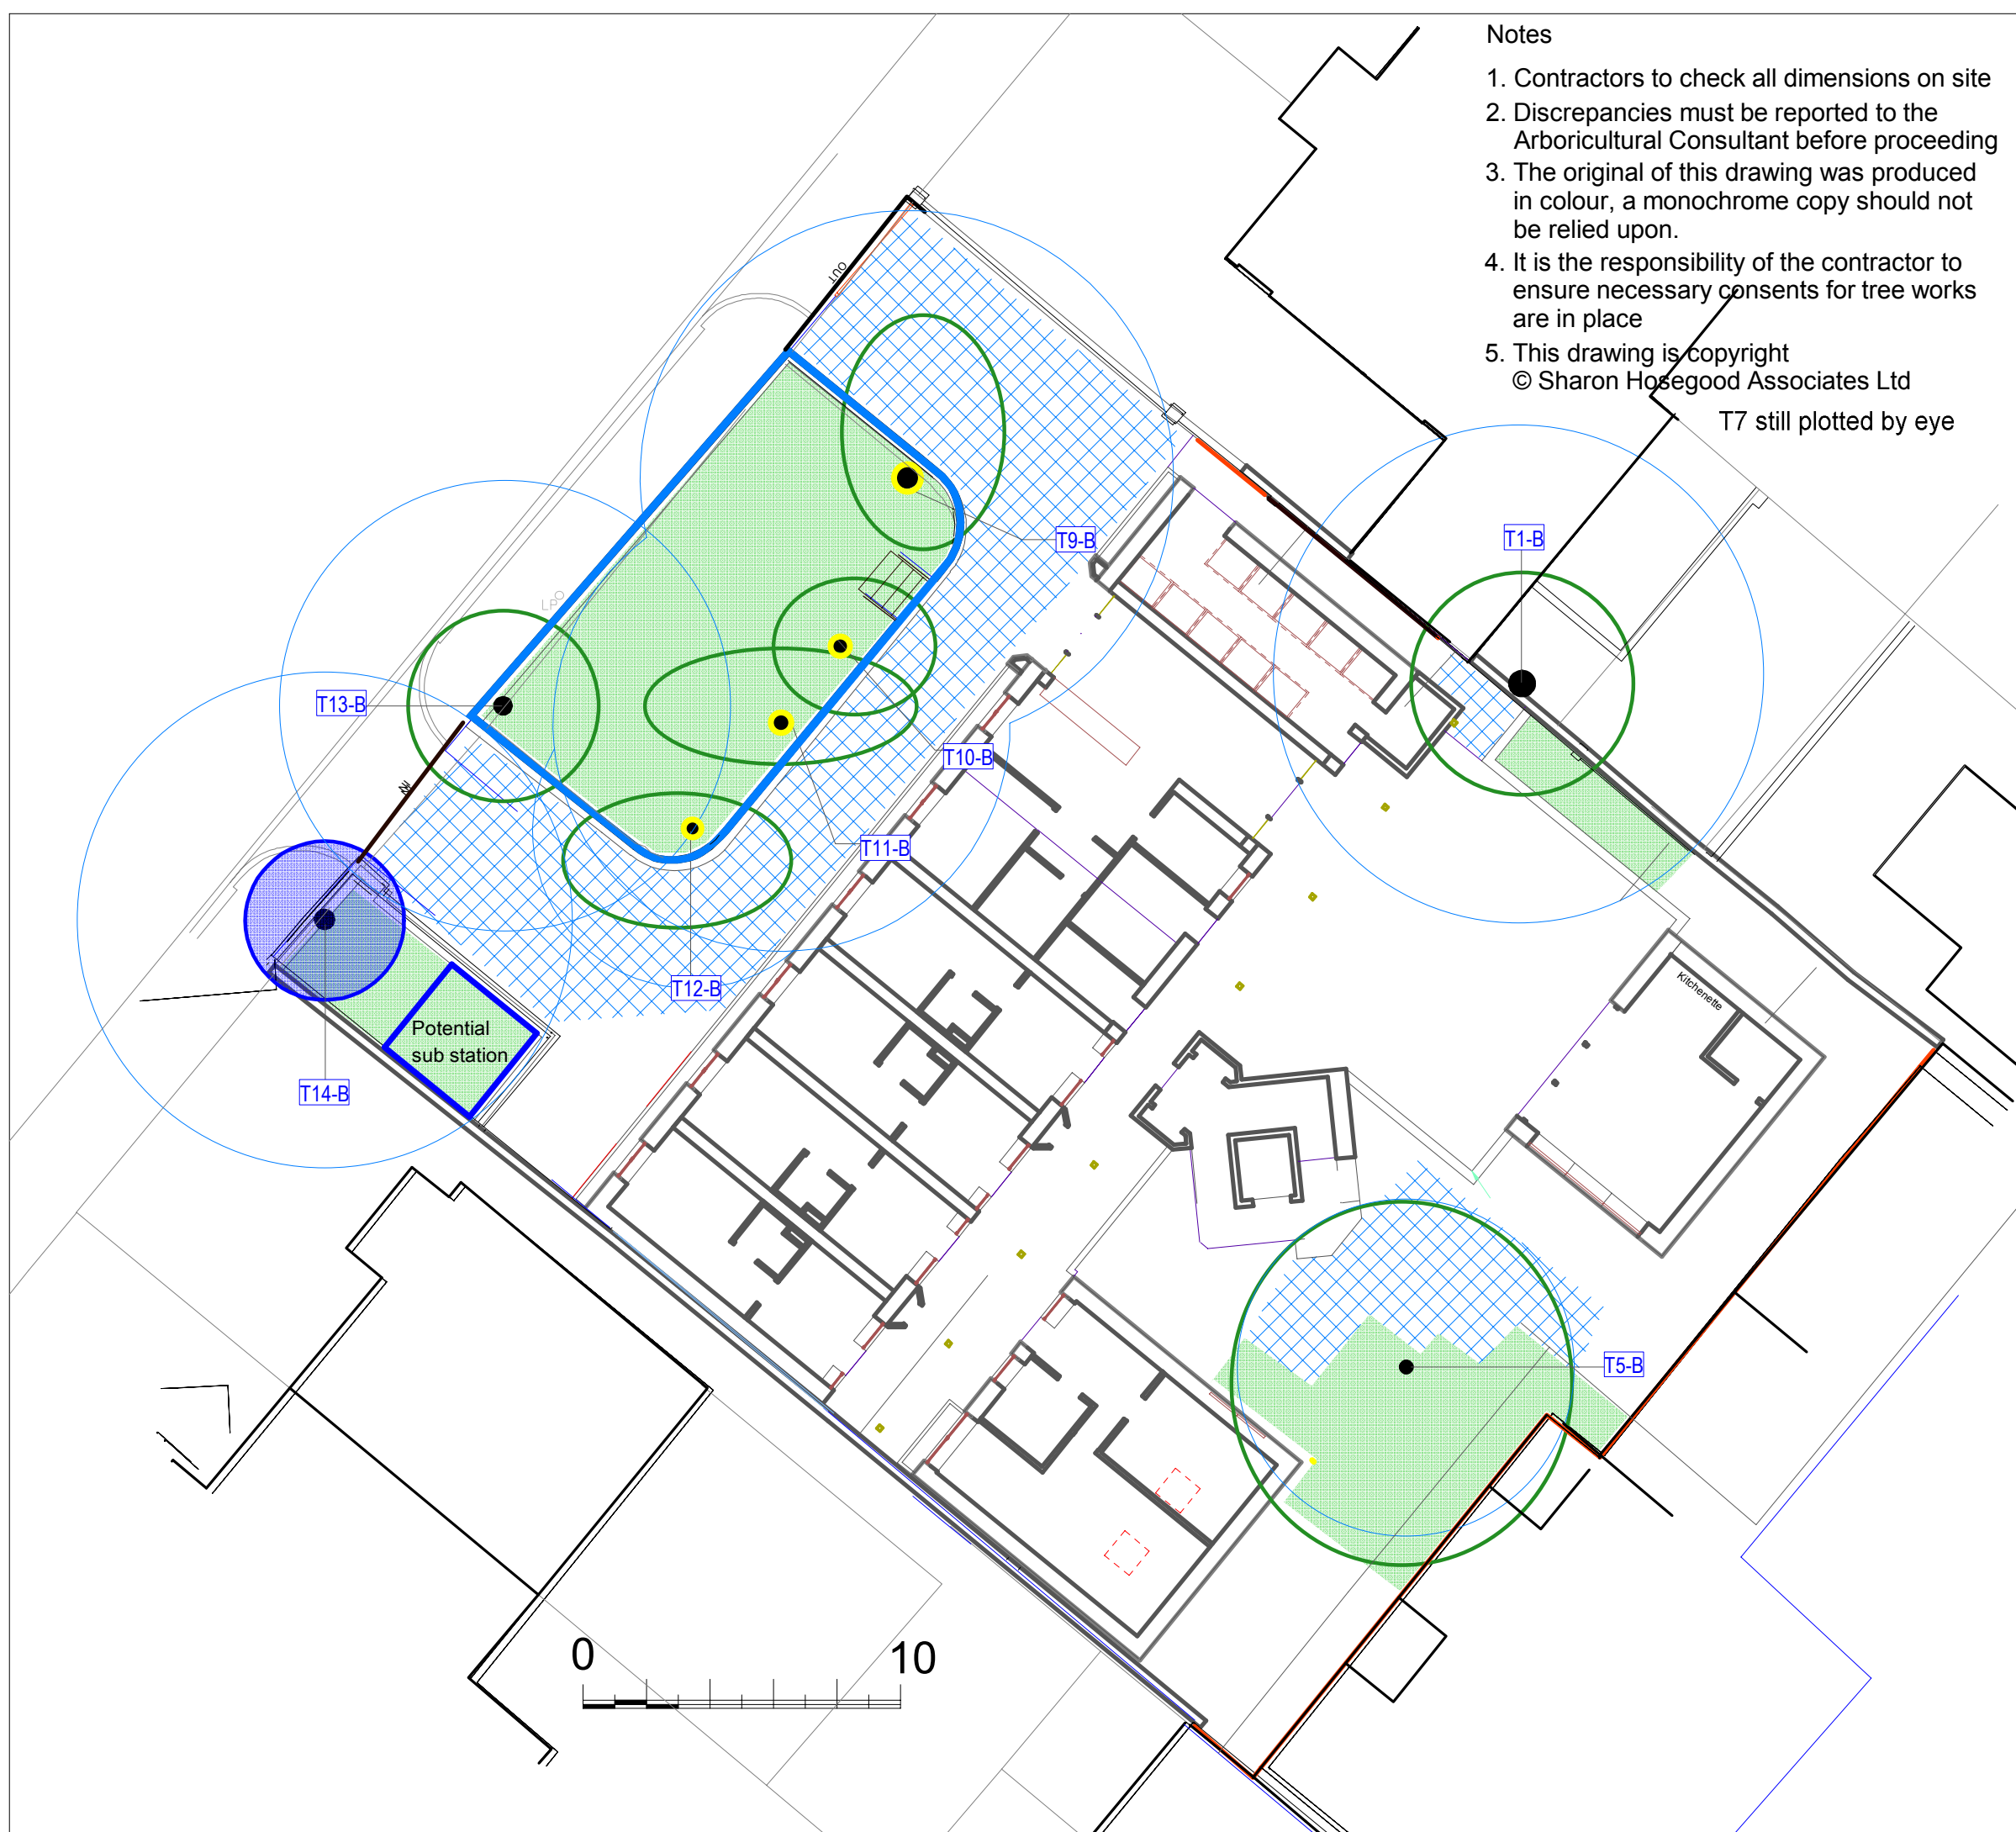 Notes
1. Contractors to check all dimensions on site
2. Discrepancies must be reported to the
Arboricultural Consultant before proceeding
3. The original of this drawing was produced
in colour, a monochrome copy should not
be relied upon.
4. It is the responsibility of the contractor to
ensure necessary consents for tree works
are in place
5. This drawing is copyright
© Sharon Hosegood Associates Ltd
T7 still plotted by eye
OUT
T9-B
T1-B
LPO
T13-B
IN
T10-B
T11-B
T12-B
Kitchenette
Potential
sub station
T14-B
T5-B
0 10